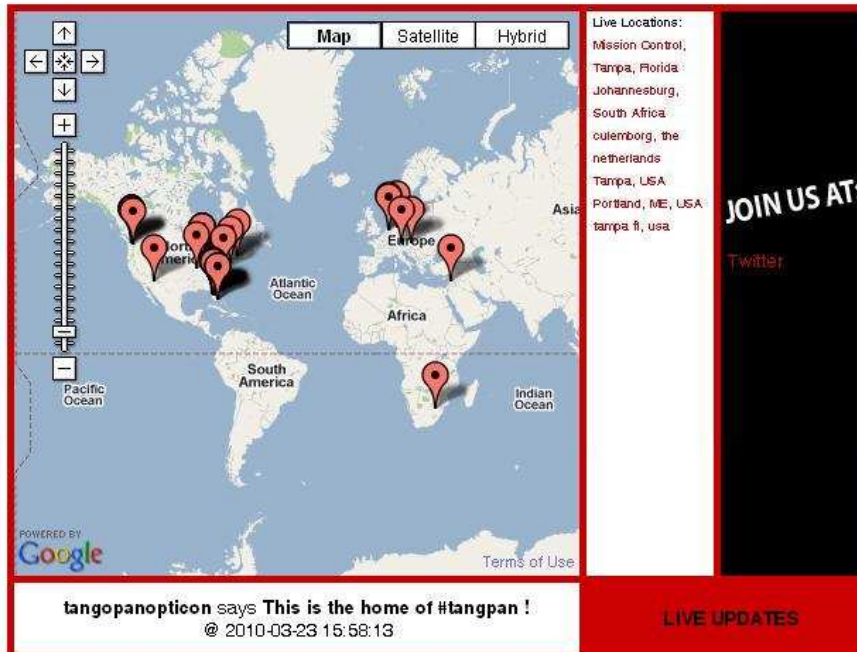 Map
Satellite
Hybrid
North
America
Atlantic
Ocean
Europe
Asia
Africa
South
America
Pacific
Ocean
Indian
Ocean
POWERED BY
Google
Terms of Use
Live Locations:
Mission Control,
Tampa, Florida
Johannesburg,
South Africa
culemborg, the
netherlands
Tampa, USA
Portland, ME, USA
tampa fl, usa
JOIN US AT
Twitter
tangopanopticon says This is the home of #tangpan !
@ 2010-03-23 15:58:13
LIVE UPDATES